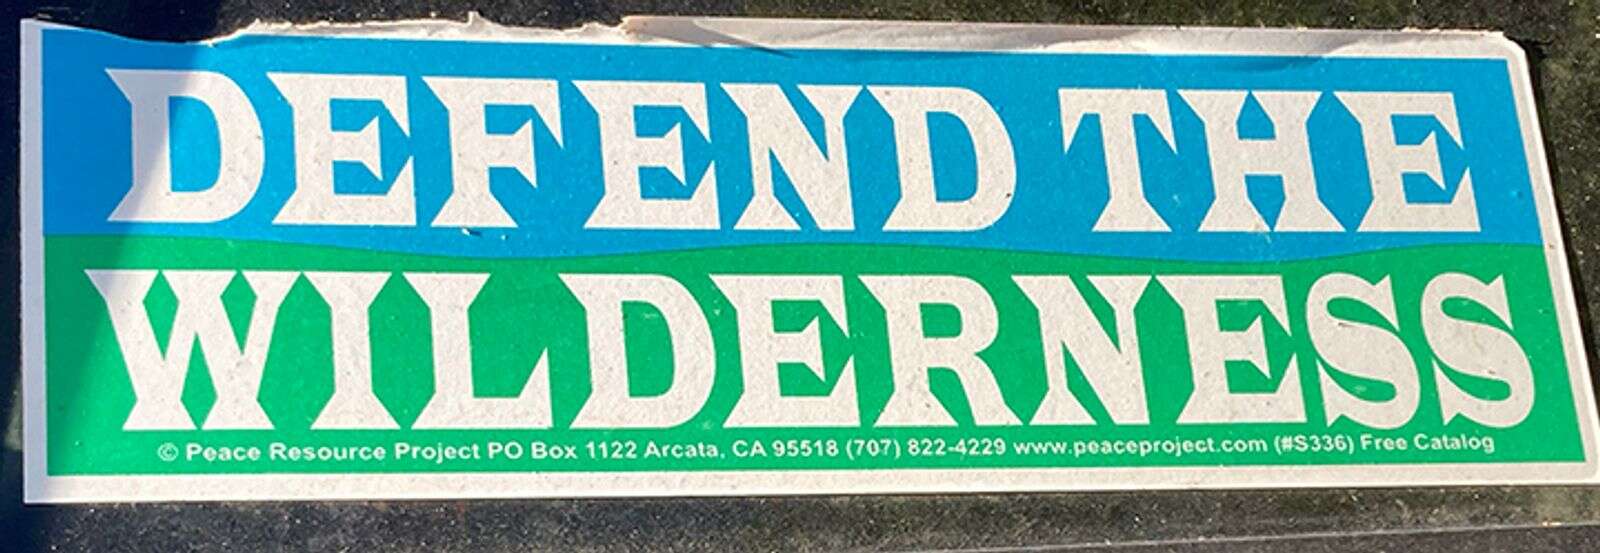 DEFEND THE
WILDERNESS
© Peace Resource Project PO Box 1122 Arcata, CA 95518 (707) 822-4229 www.peaceproject.com (#S336) Free Catalog